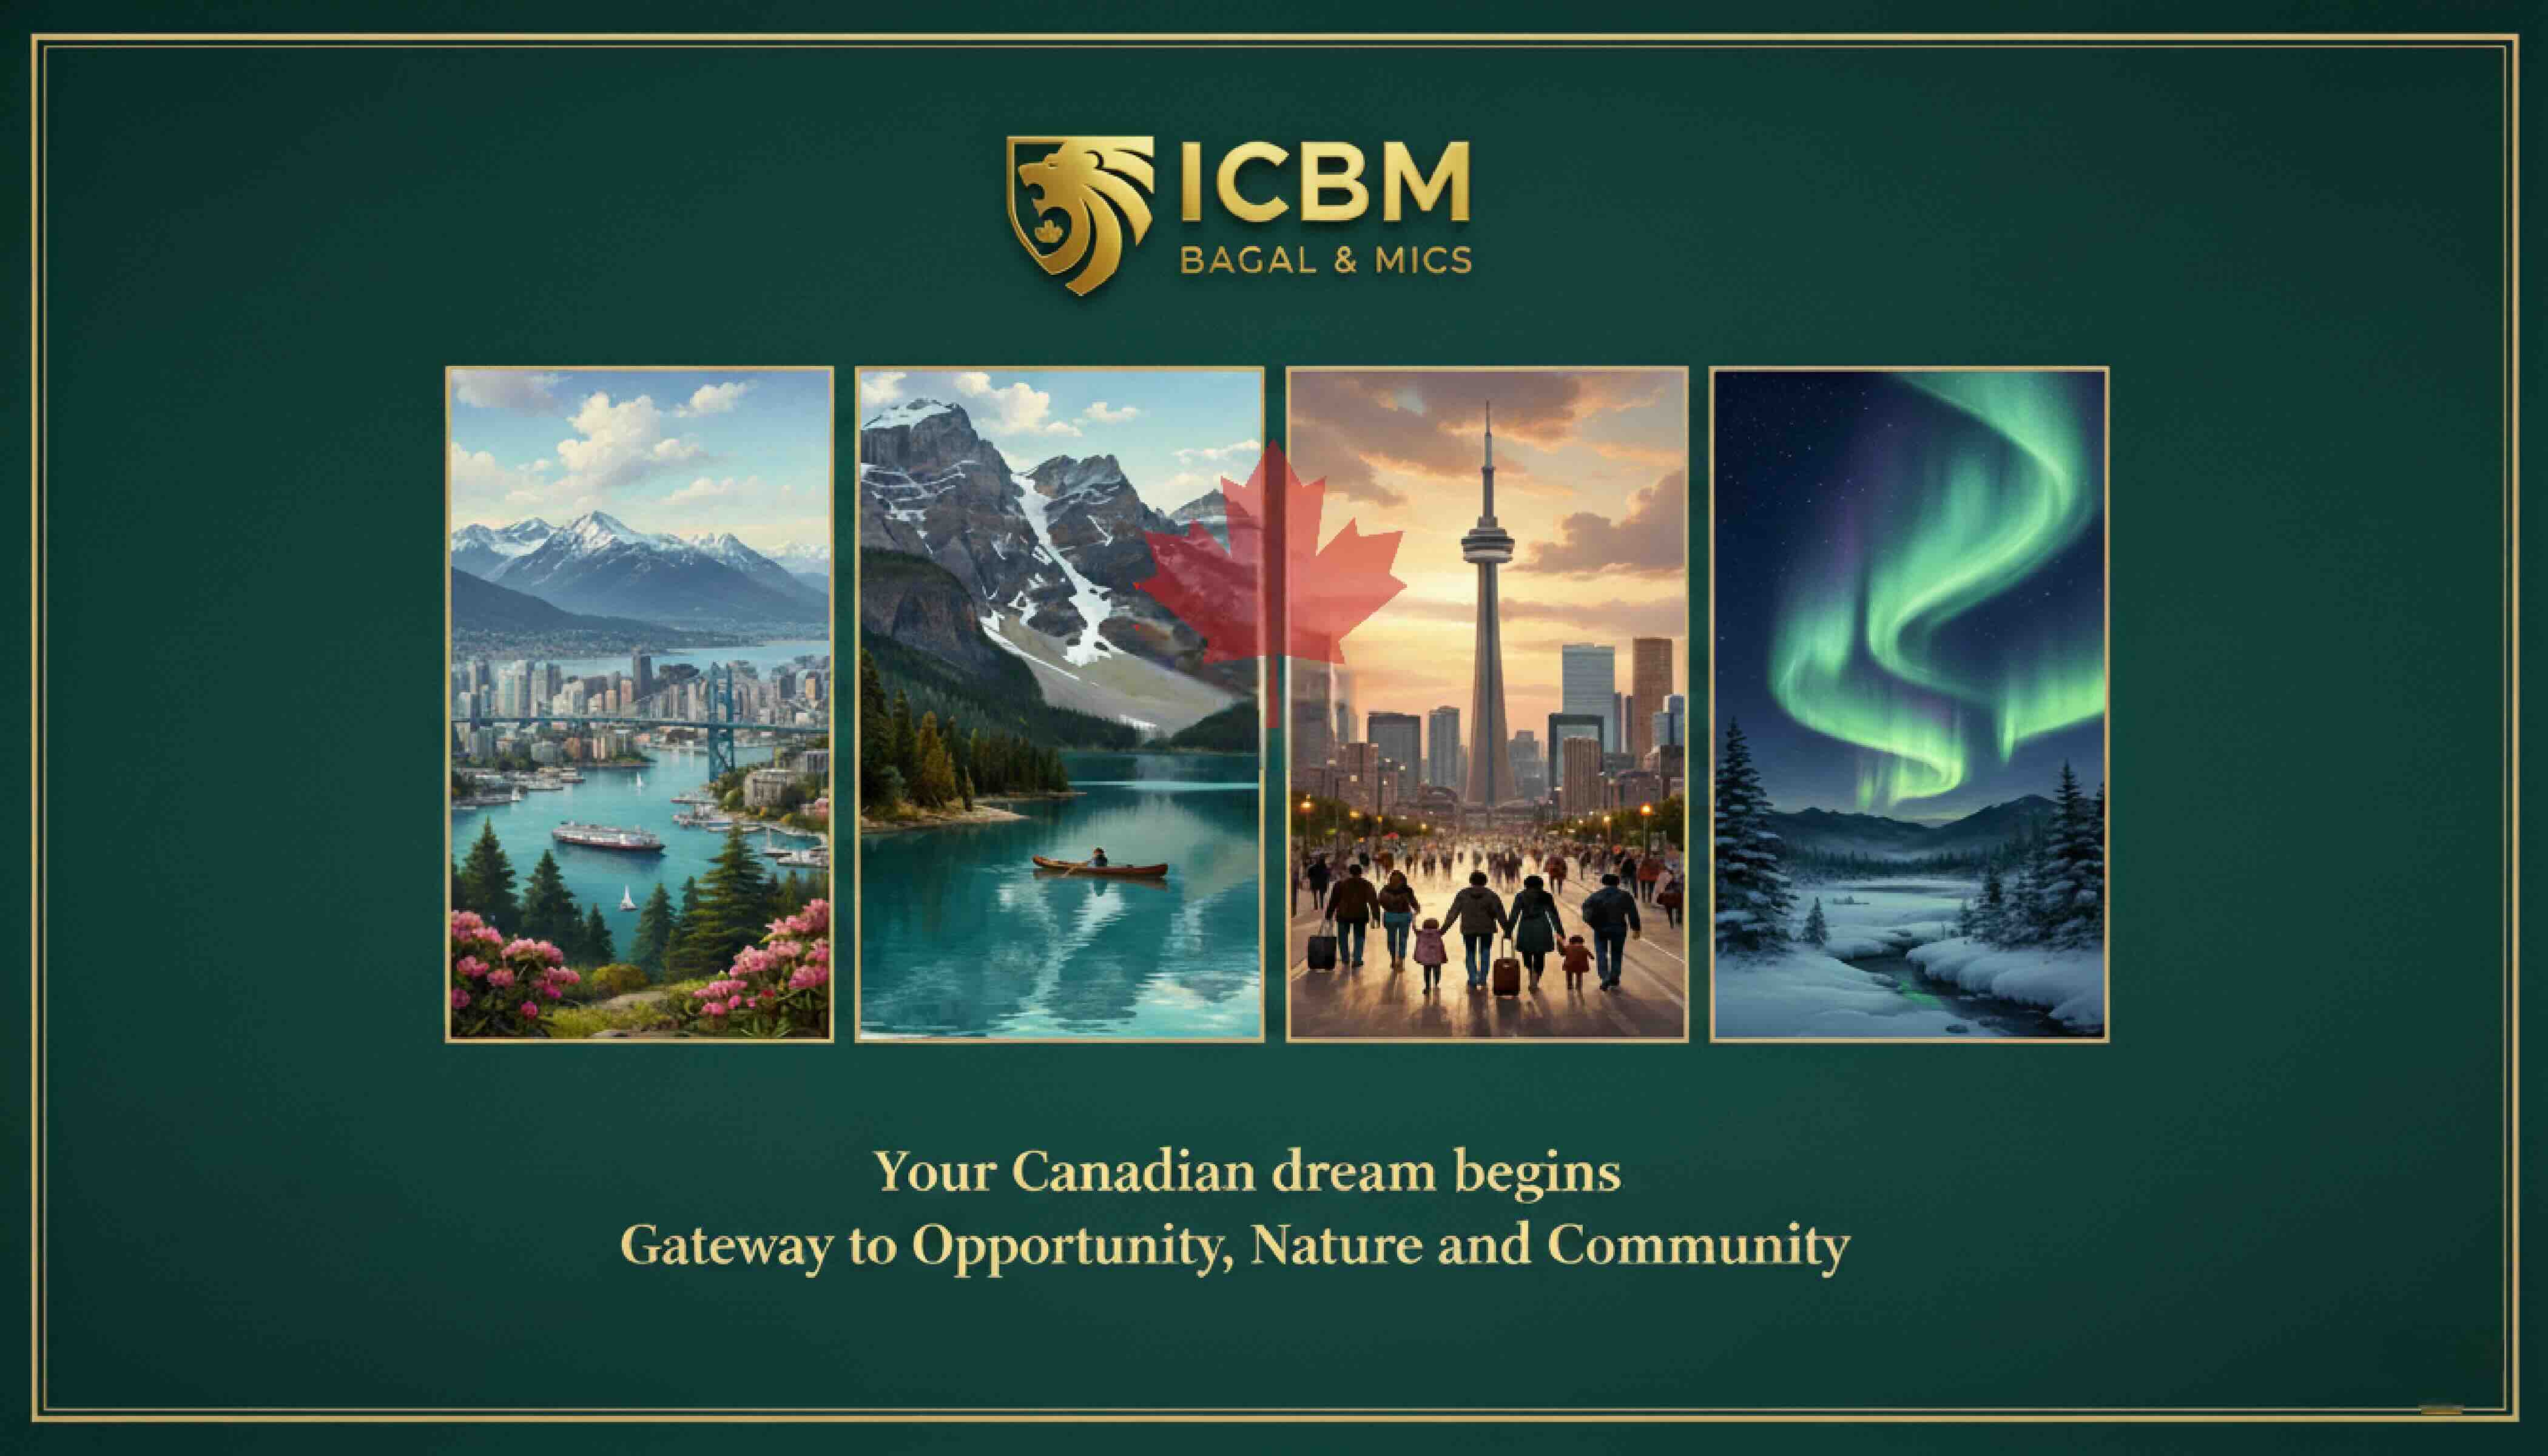 ICBM
BAGAL & MICS
Your Canadian dream begins
Gateway to Opportunity, Nature and Community